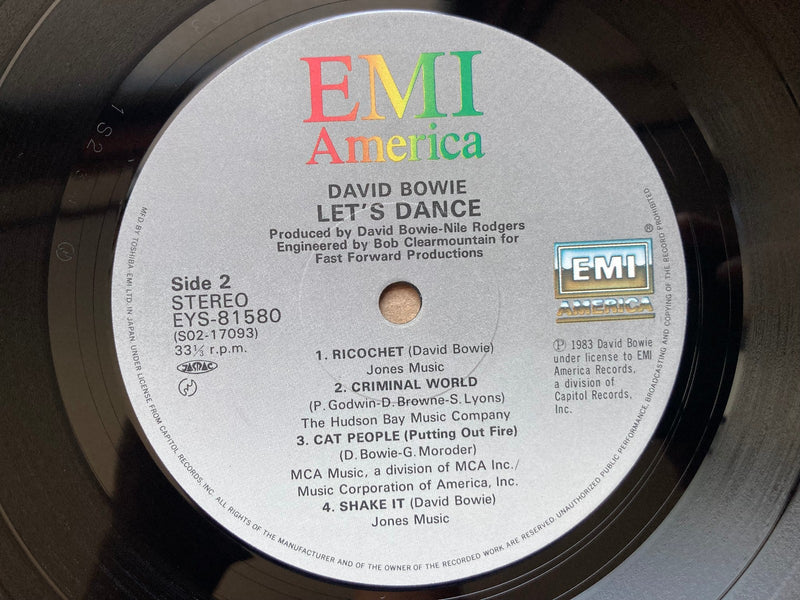 EMI
America
DAVID BOWIE
LET'S DANCE
Produced by David Bowie-Nile Rodgers
Engineered by Bob Clearmountain for
Fast Forward Productions
Side 2
STEREO
EYS-81580
(S02-17093)
33⅓ r.p.m.
JASRAC
EMI
AMERICA
Ⓟ 1983 David Bowie
under license to EMI
America Records,
a division of
Capitol Records,
Inc.
1. RICOCHET (David Bowie)
Jones Music
2. CRIMINAL WORLD
(P. Godwin-D. Browne-S. Lyons)
The Hudson Bay Music Company
3. CAT PEOPLE (Putting Out Fire)
(D. Bowie-G. Moroder)
MCA Music, a division of MCA Inc./
Music Corporation of America, Inc.
4. SHAKE IT (David Bowie)
Jones Music
MF'D BY TOSHIBA EMI LTD. IN JAPAN UNDER LICENSE FROM CAPITOL RECORDS, INC. ALL RIGHTS OF THE MANUFACTURER AND OF THE OWNER OF THE RECORDED WORK ARE RESERVED. UNAUTHORIZED PUBLIC PERFORMANCE, BROADCASTING AND COPYING OF THE RECORD PROHIBITED ®
1 S2